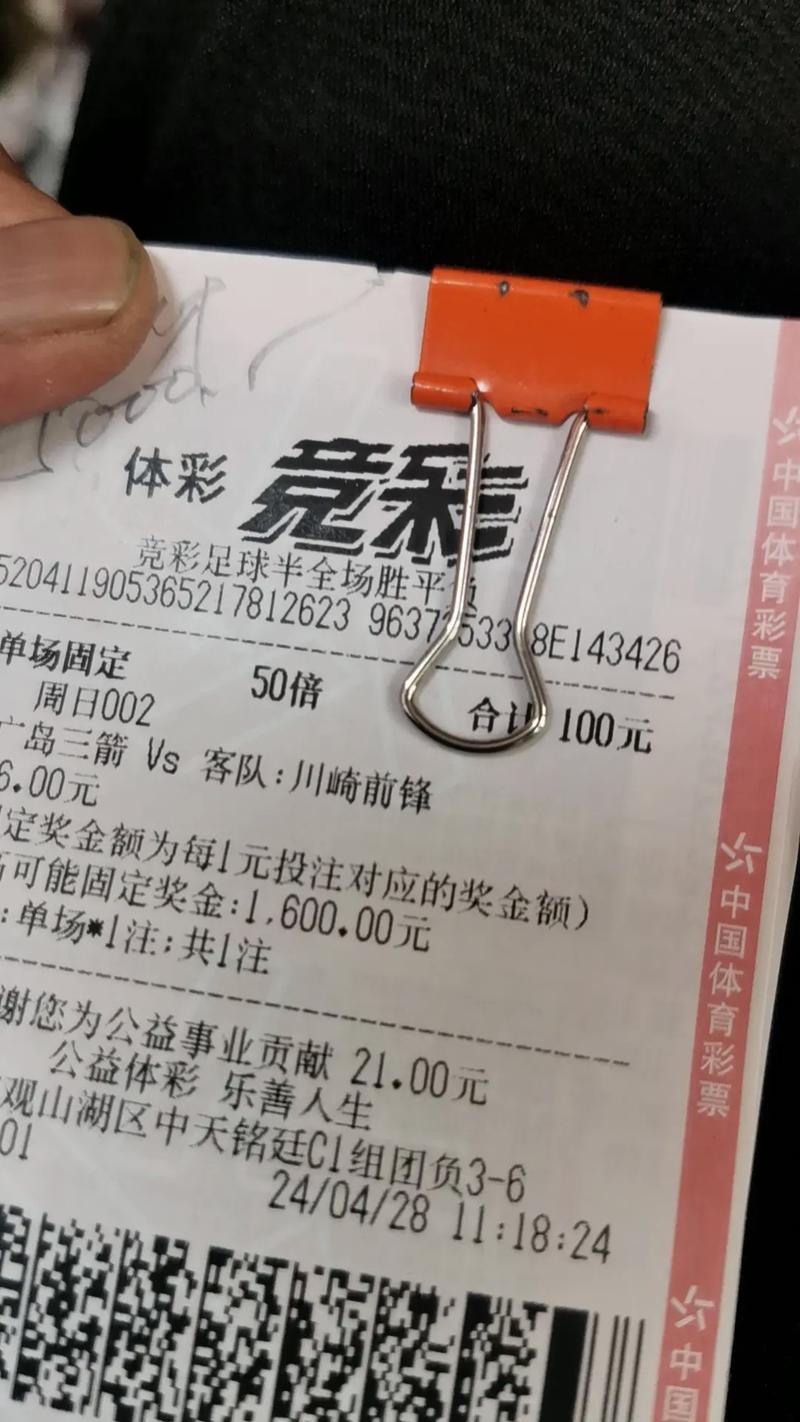 体彩 竞彩
竞彩足球半全场胜平负
52041190536521781262 3 9637 533 8E143426
单场固定 50倍 合计 100元
周日002
广岛三箭 Vs 客队:川崎前锋
6.00元
定奖金额为每1元投注对应的奖金额)
可能固定奖金:1,600.00元
:单场*1注;共1注
谢您为公益事业贡献 21.00元
公益体彩 乐善人生
观山湖区中天铭廷C1组团负3-6
01
24/04/28 11:18:24
中国体育彩票
中国体育彩票
中国